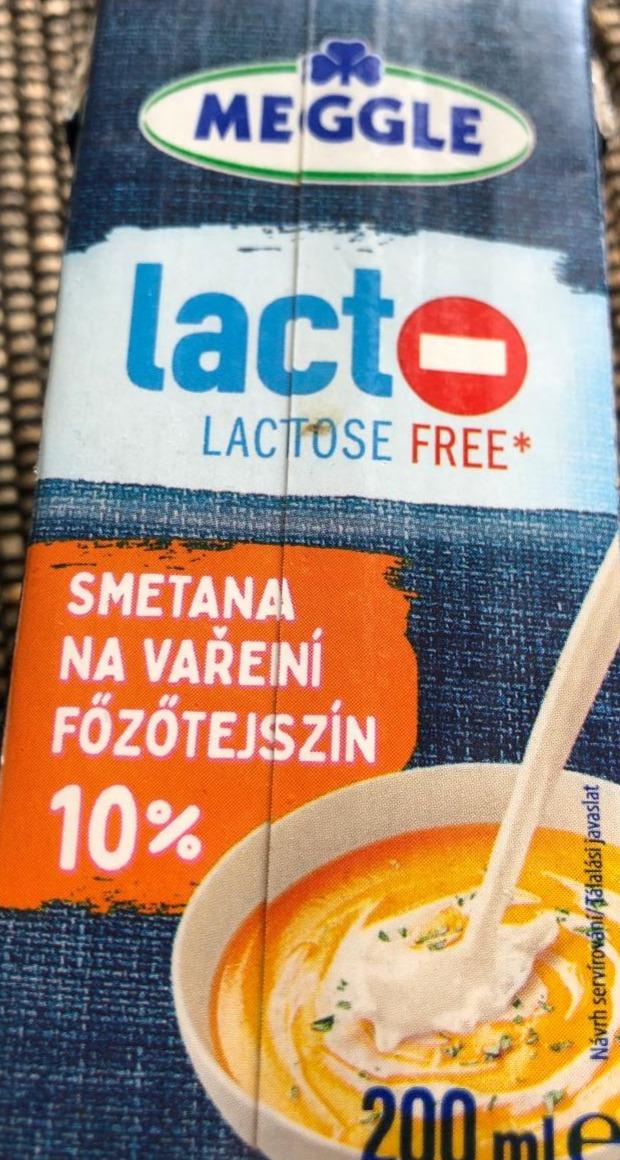 MEGGLE
lact
LACTOSE FREE*
SMETANA
NA VAŘENÍ
FŐZŐTEJSZÍN
10%
Návrh servírování/Tálalási javaslat
200 ml e